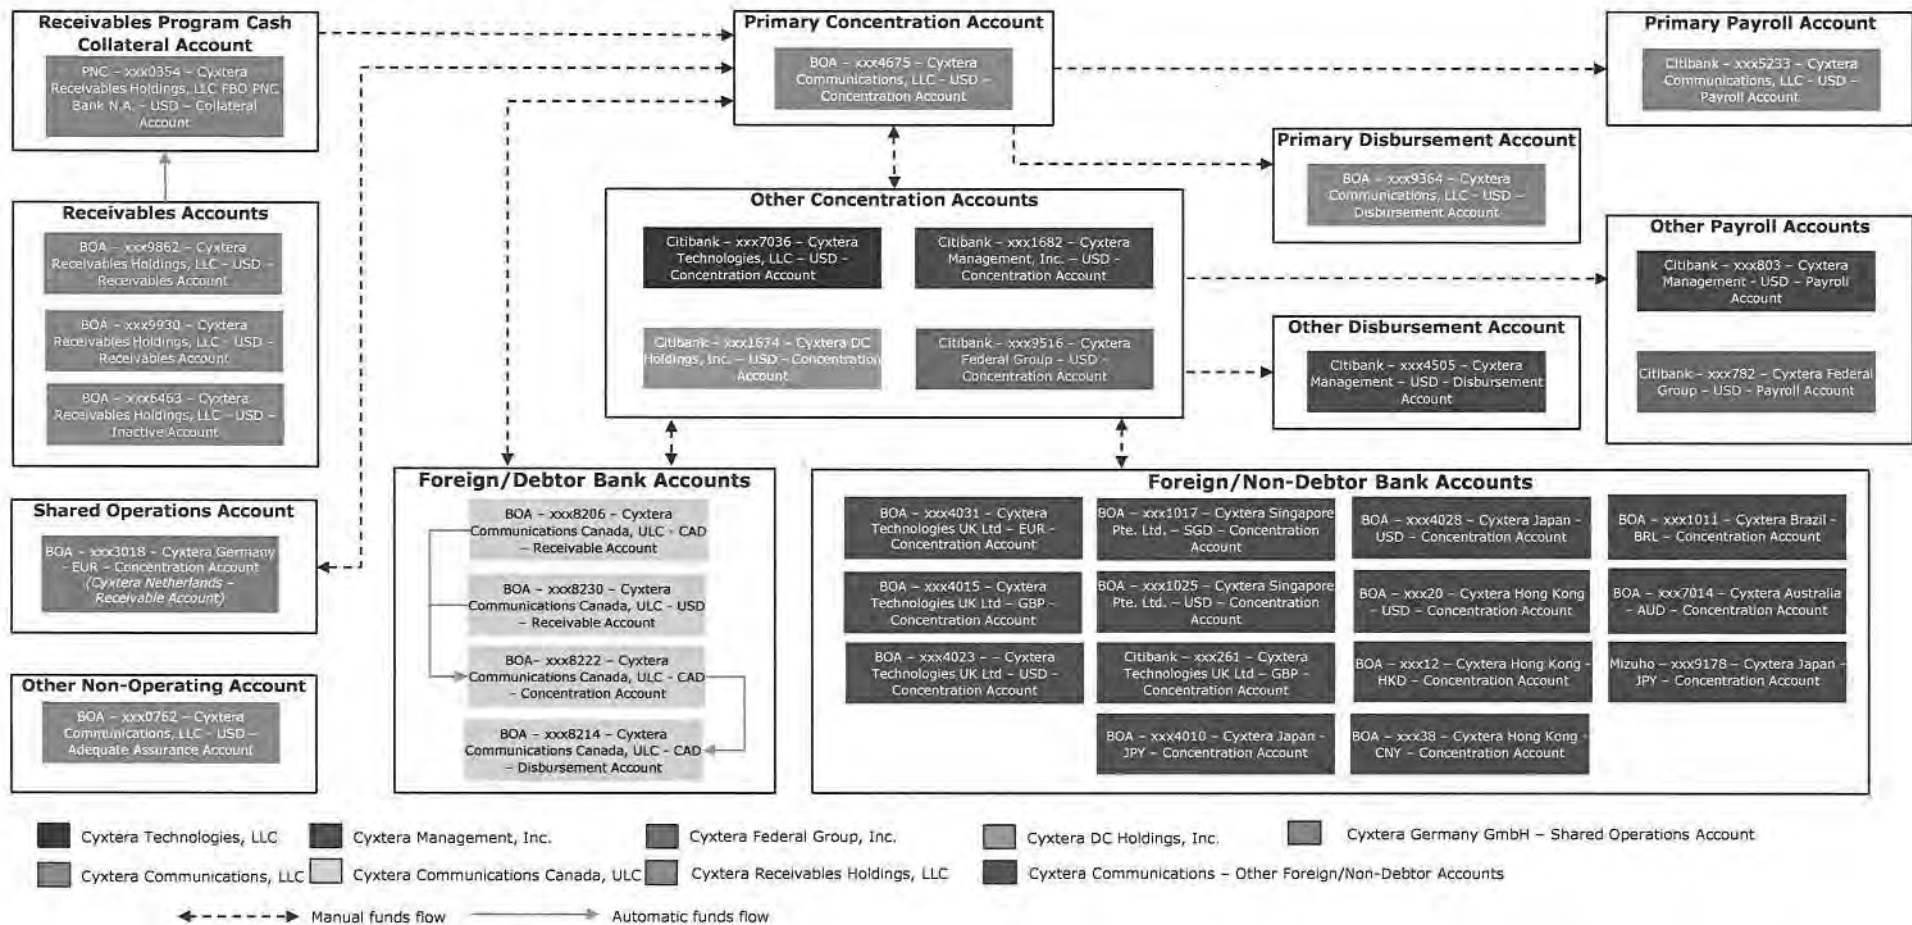 Receivables Program Cash
Collateral Account
PNC – xxx0354 – Cyxtera
Receivables Holdings, LLC FBO PNC
Bank N.A. - USD – Collateral
Account
Primary Concentration Account
BOA – xxx4675 – Cyxtera
Communications, LLC – USD –
Concentration Account
Primary Payroll Account
Citibank – xxx5233 – Cyxtera
Communications, LLC – USD –
Payroll Account
Primary Disbursement Account
BOA – xxx9364 – Cyxtera
Communications, LLC – USD –
Disbursement Account
Receivables Accounts
BOA – xxx9862 – Cyxtera
Receivables Holdings, LLC – USD –
Receivables Account
BOA – xxx9930 – Cyxtera
Receivables Holdings, LLC - USD –
Receivables Account
BOA – xxx6463 – Cyxtera
Receivables Holdings, LLC – USD –
Inactive Account
Other Concentration Accounts
Citibank – xxx7036 – Cyxtera
Technologies, LLC – USD –
Concentration Account
Citibank – xxx1682 – Cyxtera
Management, Inc. – USD -
Concentration Account
Citibank – xxx1674 – Cyxtera DC
Holdings, Inc. – USD – Concentration
Account
Citibank – xxx9516 – Cyxtera
Federal Group – USD -
Concentration Account
Other Payroll Accounts
Citibank – xxx803 – Cyxtera
Management - USD – Payroll
Account
Citibank – xxx782 – Cyxtera Federal
Group – USD - Payroll Account
Other Disbursement Account
Citibank – xxx4505 – Cyxtera
Management – USD - Disbursement
Account
Shared Operations Account
BOA – xxx3018 – Cyxtera Germany
- EUR – Concentration Account
(Cyxtera Netherlands –
Receivable Account)
Other Non-Operating Account
BOA – xxx0762 – Cyxtera
Communications, LLC – USD –
Adequate Assurance Account
Foreign/Debtor Bank Accounts
BOA – xxx8206 – Cyxtera
Communications Canada, ULC - CAD
– Receivable Account
BOA – xxx8230 – Cyxtera
Communications Canada, ULC - USD
– Receivable Account
BOA– xxx8222 – Cyxtera
Communications Canada, ULC - CAD
– Concentration Account
BOA – xxx8214 – Cyxtera
Communications Canada, ULC - CAD
– Disbursement Account
Foreign/Non-Debtor Bank Accounts
BOA – xxx4031 – Cyxtera
Technologies UK Ltd – EUR –
Concentration Account
BOA – xxx1017 – Cyxtera Singapore
Pte. Ltd. – SGD – Concentration
Account
BOA – xxx4028 – Cyxtera Japan -
USD – Concentration Account
BOA – xxx1011 – Cyxtera Brazil -
BRL – Concentration Account
BOA – xxx4015 – Cyxtera
Technologies UK Ltd – GBP -
Concentration Account
BOA – xxx1025 – Cyxtera Singapore
Pte. Ltd. – USD – Concentration
Account
BOA – xxx20 – Cyxtera Hong Kong
- USD – Concentration Account
BOA – xxx7014 – Cyxtera Australia
– AUD – Concentration Account
BOA – xxx4023 – – Cyxtera
Technologies UK Ltd – USD –
Concentration Account
Citibank – xxx261 – Cyxtera
Technologies UK Ltd – GBP
– Concentration Account
BOA – xxx12 – Cyxtera Hong Kong -
HKD – Concentration Account
Mizuho – xxx9178 – Cyxtera Japan –
JPY – Concentration Account
BOA – xxx4010 – Cyxtera Japan -
JPY – Concentration Account
BOA – xxx38 – Cyxtera Hong Kong -
CNY – Concentration Account
Cyxtera Technologies, LLC
Cyxtera Management, Inc.
Cyxtera Federal Group, Inc.
Cyxtera DC Holdings, Inc.
Cyxtera Germany GmbH – Shared Operations Account
Cyxtera Communications, LLC
Cyxtera Communications Canada, ULC
Cyxtera Receivables Holdings, LLC
Cyxtera Communications – Other Foreign/Non-Debtor Accounts
Manual funds flow
Automatic funds flow